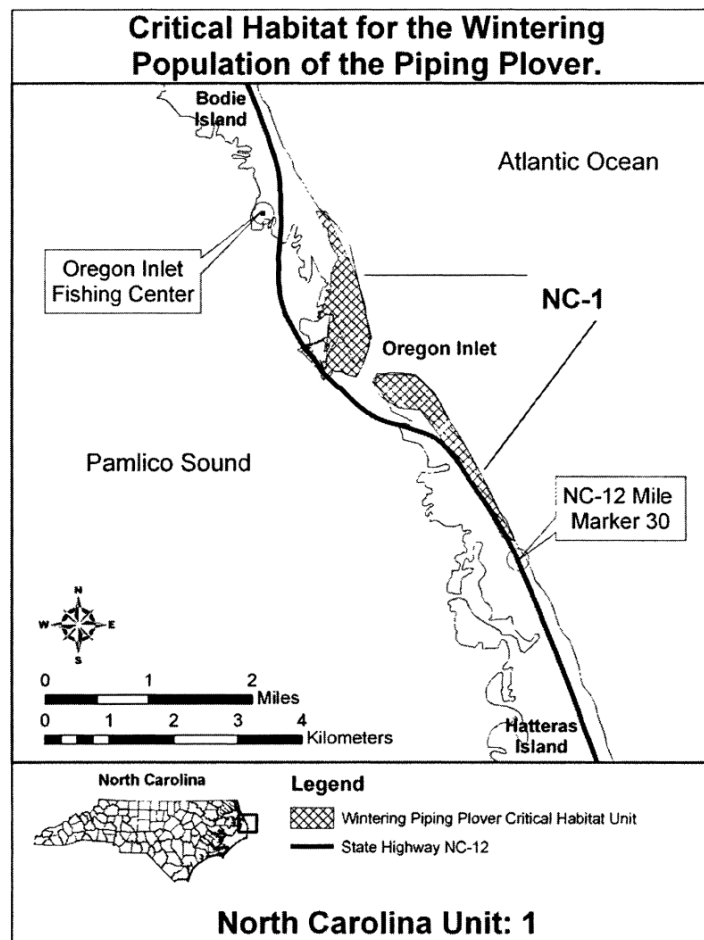 Critical Habitat for the Wintering
Population of the Piping Plover.
Bodie
Island
Atlantic Ocean
Oregon Inlet
Fishing Center
NC-1
Oregon Inlet
Pamlico Sound
NC-12 Mile
Marker 30
N
W E
S
0 1 2
Miles
0 1 2 3 4
Kilometers
Hatteras
Island
North Carolina
Legend
Wintering Piping Plover Critical Habitat Unit
State Highway NC-12
North Carolina Unit: 1